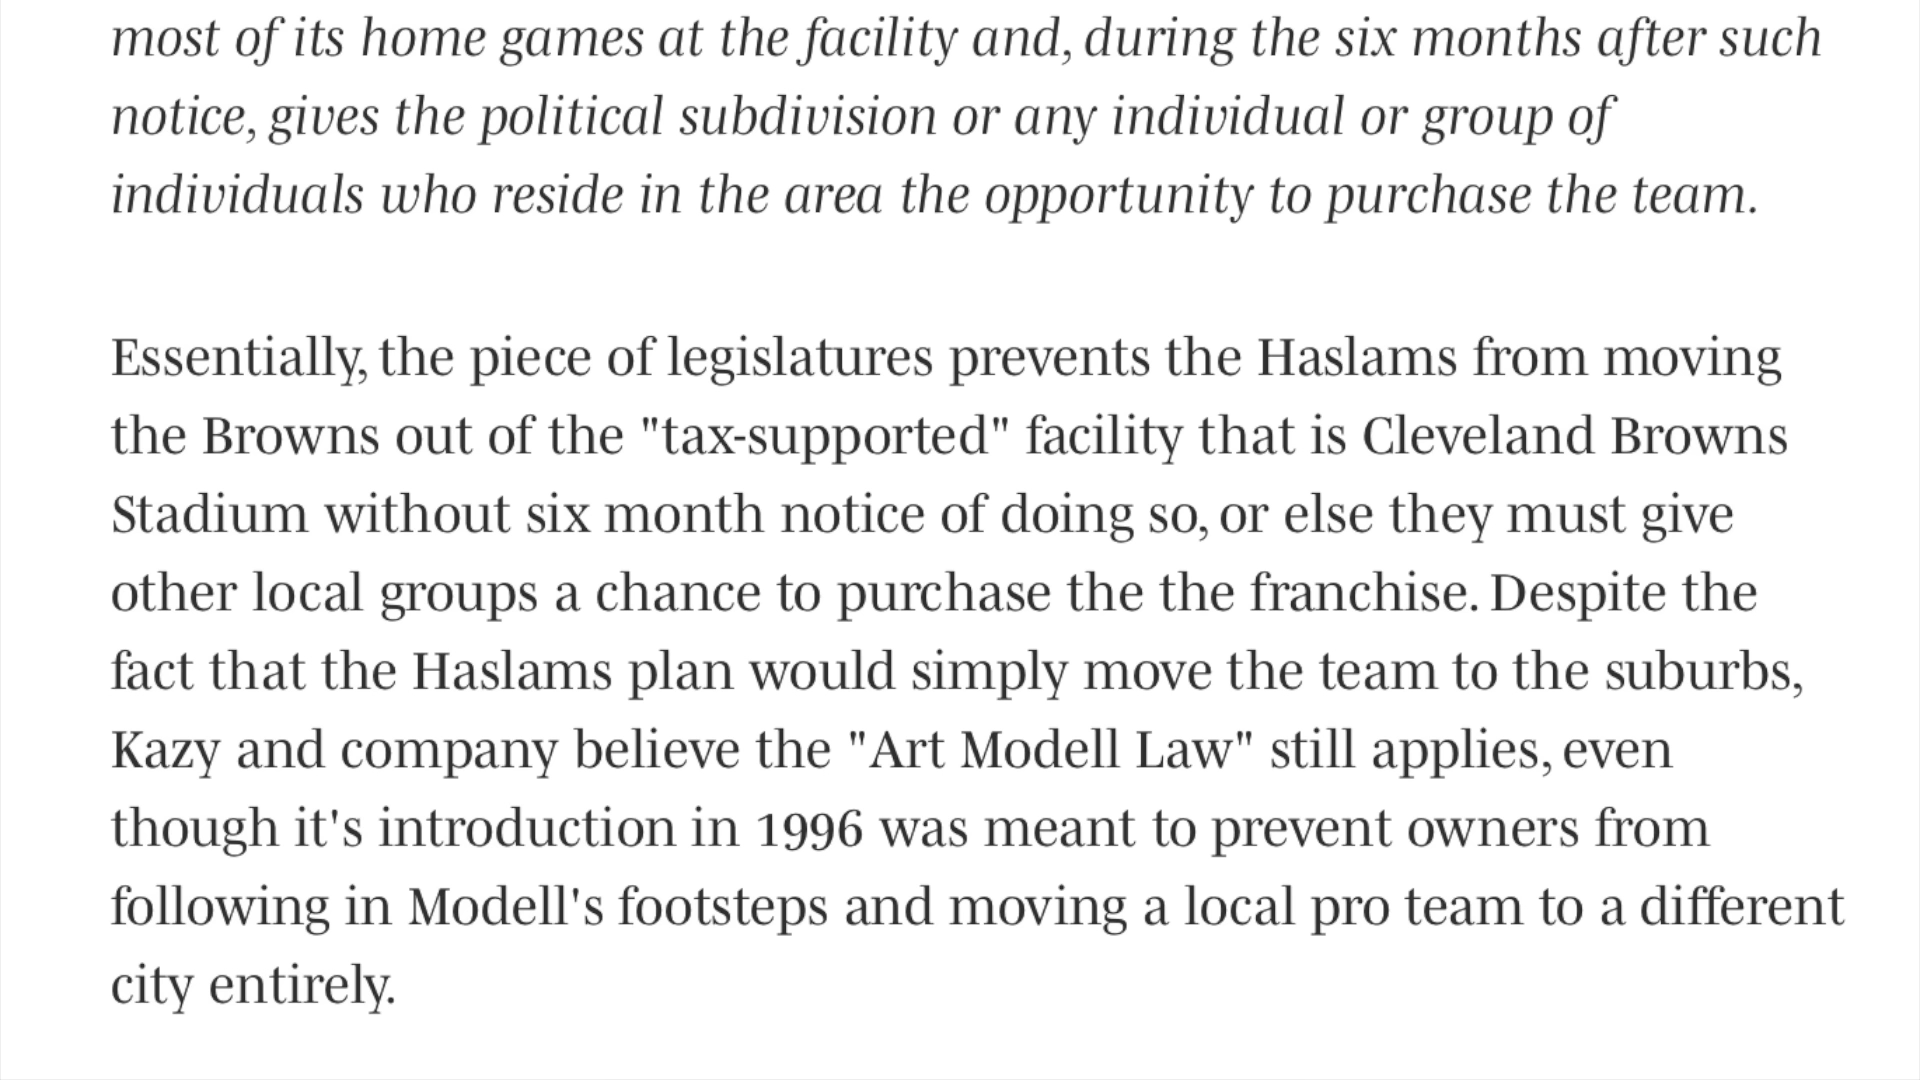 most of its home games at the facility and, during the six months after such
notice, gives the political subdivision or any individual or group of
individuals who reside in the area the opportunity to purchase the team.
Essentially, the piece of legislatures prevents the Haslams from moving
the Browns out of the "tax-supported" facility that is Cleveland Browns
Stadium without six month notice of doing so, or else they must give
other local groups a chance to purchase the the franchise. Despite the
fact that the Haslams plan would simply move the team to the suburbs,
Kazy and company believe the "Art Modell Law" still applies, even
though it's introduction in 1996 was meant to prevent owners from
following in Modell's footsteps and moving a local pro team to a different
city entirely.